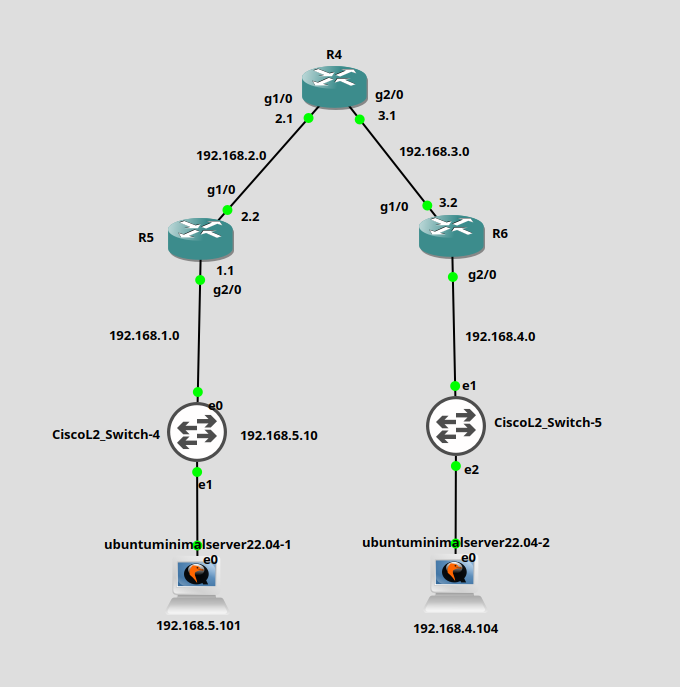 R4
g1/0
g2/0
2.1
3.1
192.168.2.0
192.168.3.0
g1/0
g1/0
3.2
2.2
R5
R6
1.1
g2/0
g2/0
192.168.1.0
192.168.4.0
e1
e0
CiscoL2_Switch-4
192.168.5.10
CiscoL2_Switch-5
e2
e1
ubuntuminimalserver22.04-1
ubuntuminimalserver22.04-2
e0
e0
192.168.5.101
192.168.4.104